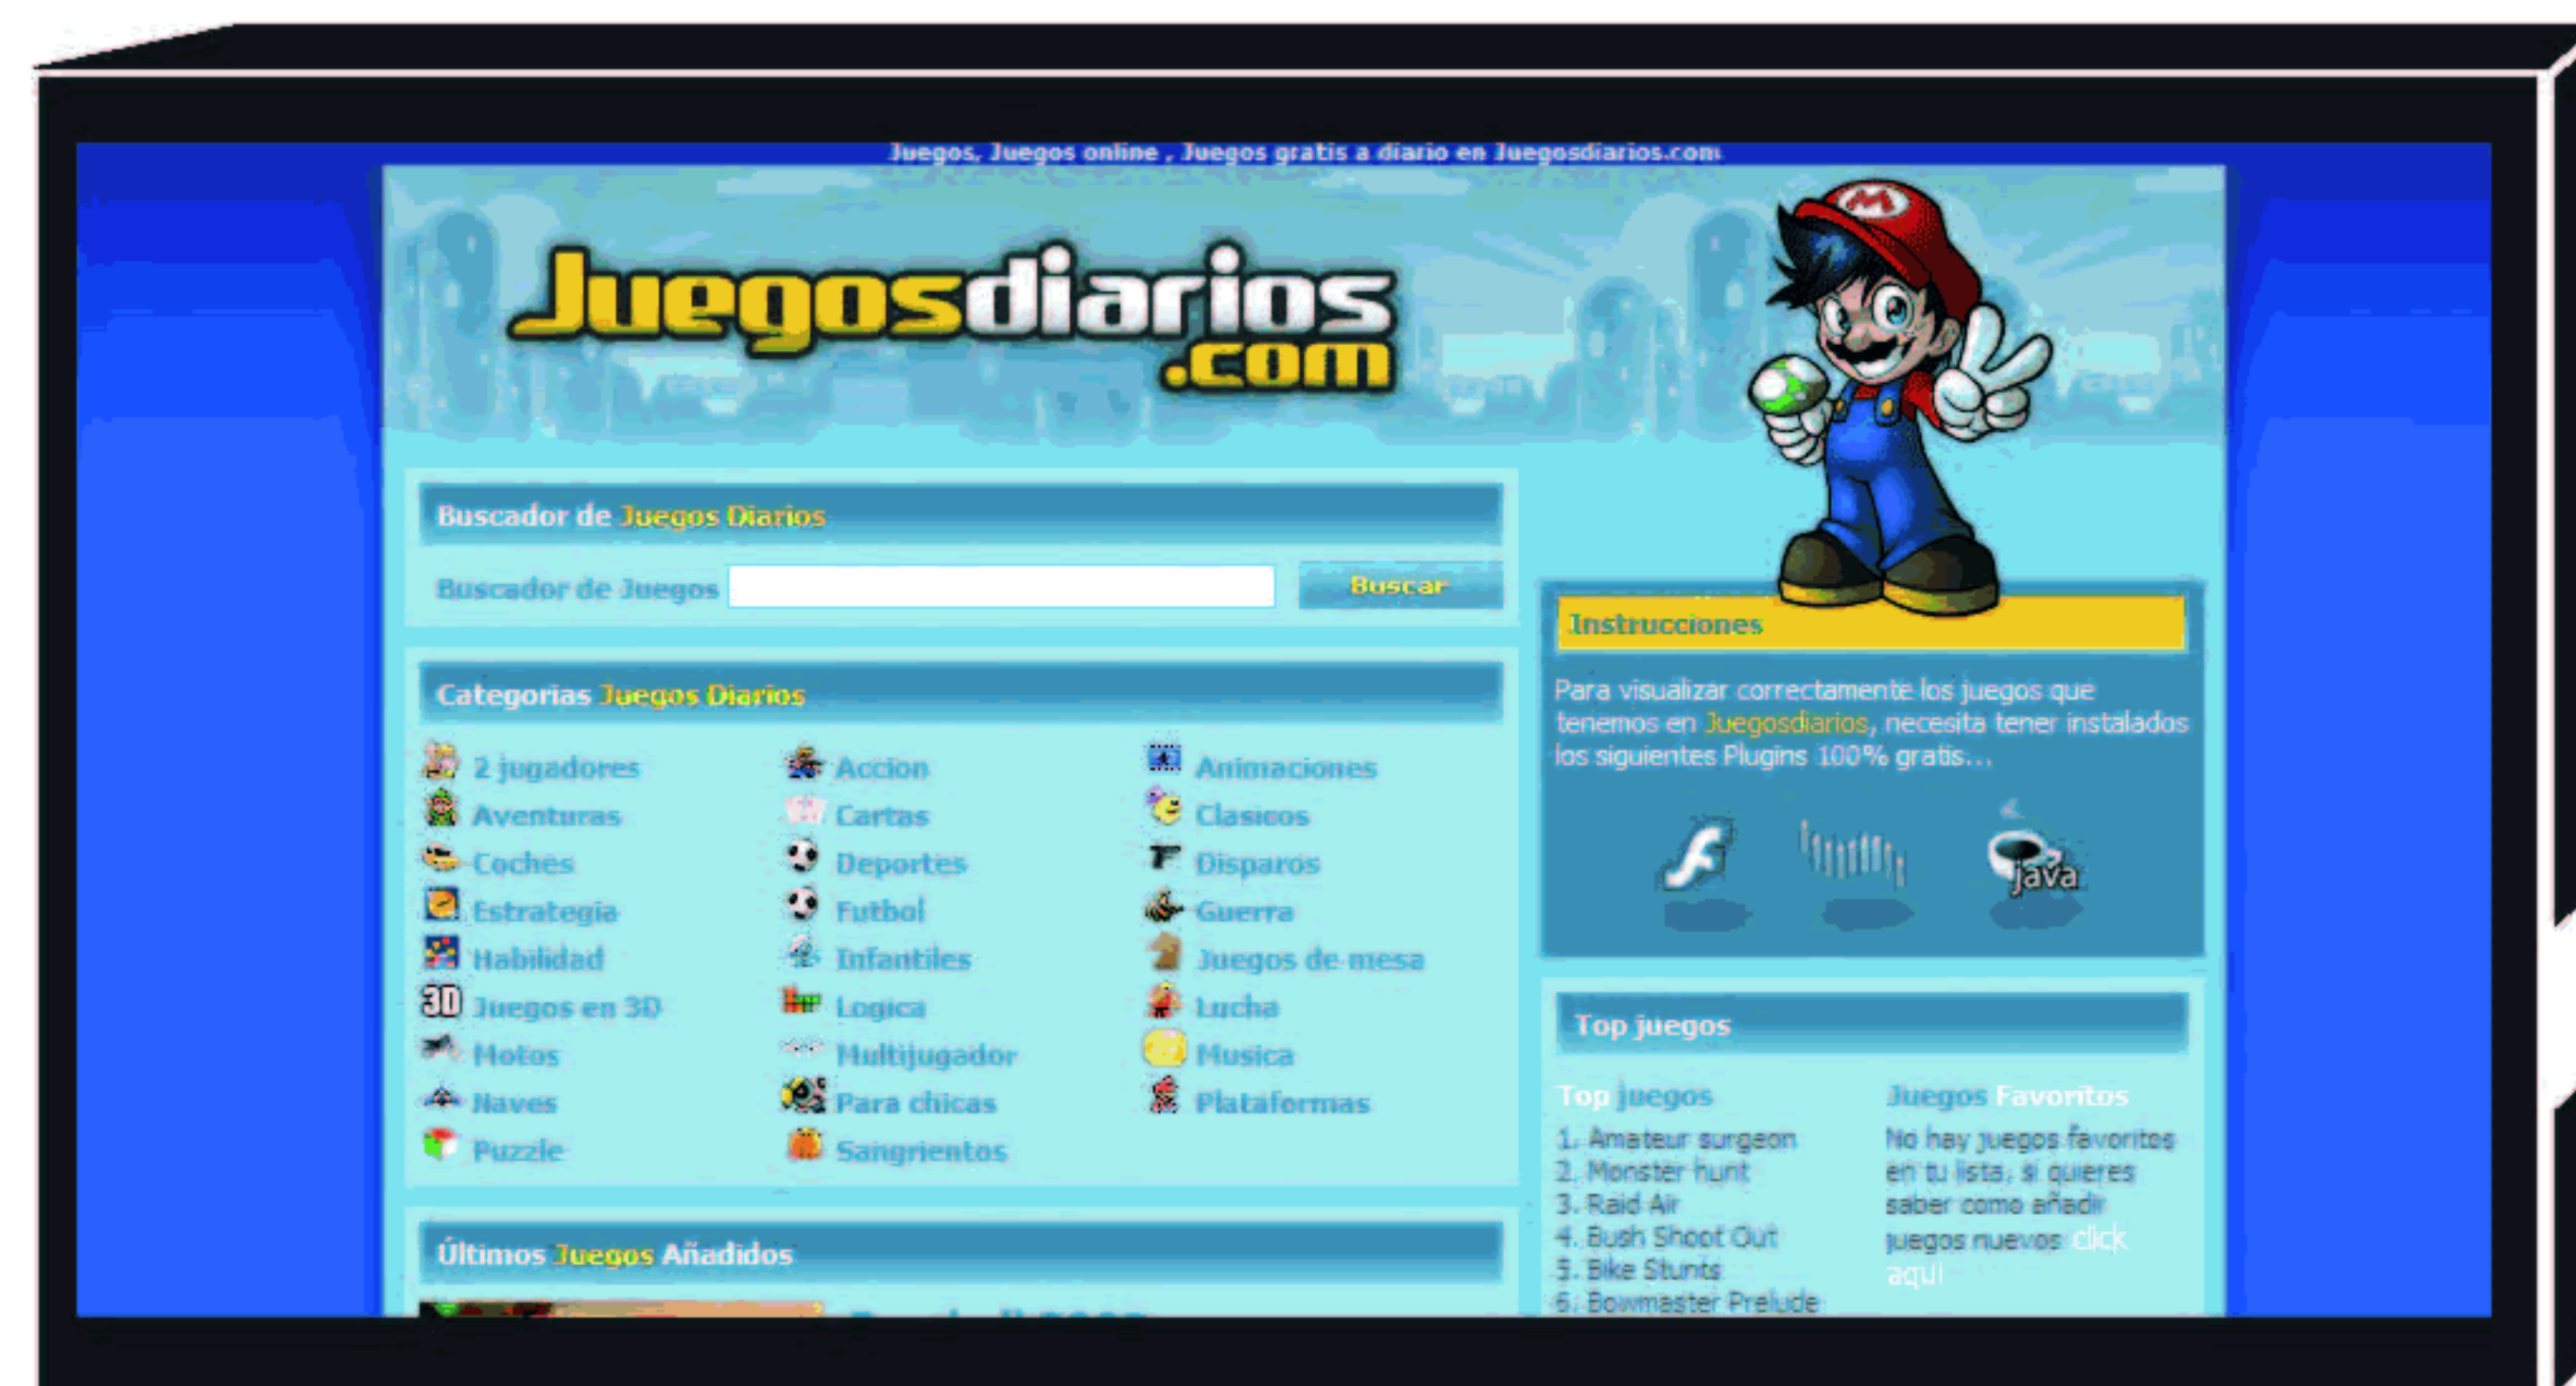 Juegos, Juegos online , Juegos gratis a diario en Juegosdiarios.com
Juegosdiarios
.com
M
Buscador de Juegos Diarios
Buscador de Juegos
Buscar
Categorias Juegos Diarios
2 jugadores
Accion
Animaciones
Aventuras
Cartas
Clasicos
Coches
Deportes
Disparos
Estrategia
Futbol
Guerra
Habilidad
Infantiles
Juegos de mesa
3D
Juegos en 3D
Logica
Lucha
Motos
Multijugador
Musica
Naves
Para chicas
Plataformas
Puzzle
Sangrientos
Últimos Juegos Añadidos
Instrucciones
Para visualizar correctamente los juegos que
tenemos en Juegosdiarios, necesita tener instalados
los siguientes Plugins 100% gratis...
java
Top juegos
Top juegos
1. Amateur surgeon
2. Monster hunt
3. Raid Air
4. Bush Shoot Out
5. Bike Stunts
6. Bowmaster Prelude
Juegos Favoritos
No hay juegos favoritos
en tu lista, si quieres
saber como añadir
juegos nuevos click
aqui